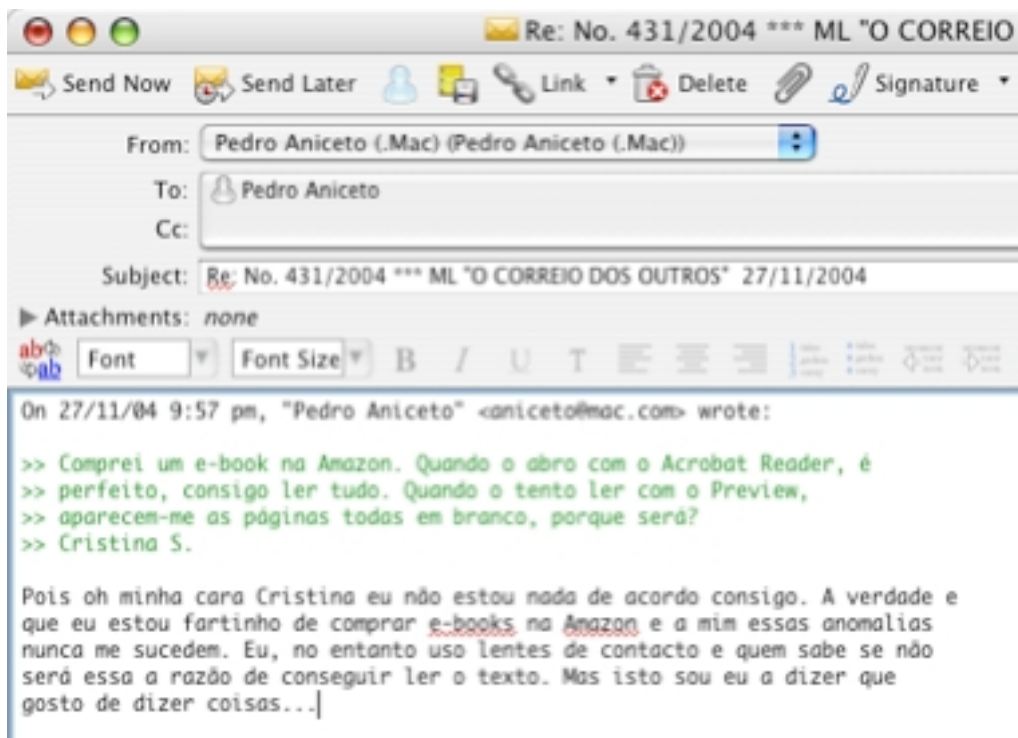 Re: No. 431/2004 *** ML "O CORREIO
Send Now Send Later Link Delete Signature
From: Pedro Aniceto (.Mac) (Pedro Aniceto (.Mac))
To: Pedro Aniceto
Cc:
Subject: Re: No. 431/2004 *** ML "O CORREIO DOS OUTROS" 27/11/2004
Attachments: none
abc ab Font Font Size B I U T
On 27/11/04 9:57 pm, "Pedro Aniceto" <aniceto@mac.com> wrote:
>> Comprei um e-book na Amazon. Quando o abro com o Acrobat Reader, é
>> perfeito, consigo ler tudo. Quando o tento ler com o Preview,
>> aparecem-me as páginas todas em branco, porque será?
>> Cristina S.
Pois oh minha cara Cristina eu não estou nada de acordo consigo. A verdade e
que eu estou fartinho de comprar e-books na Amazon e a mim essas anomalias
nunca me sucedem. Eu, no entanto uso lentes de contacto e quem sabe se não
será essa a razão de conseguir ler o texto. Mas isto sou eu a dizer que
gosto de dizer coisas...